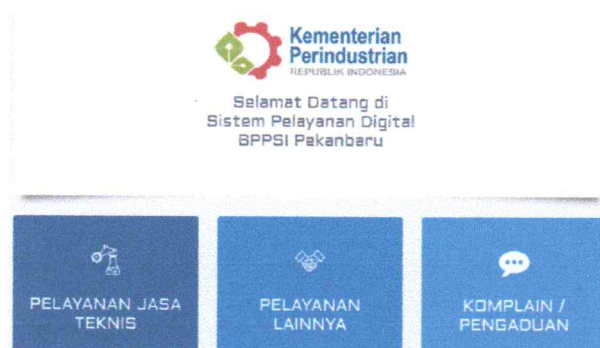 Kementerian
Perindustrian
REPUBLIK INDONESIA
Selamat Datang di
Sistem Pelayanan Digital
BPPSI Pekanbaru
PELAYANAN JASA
TEKNIS
PELAYANAN
LAINNYA
KOMPLAIN /
PENGADUAN